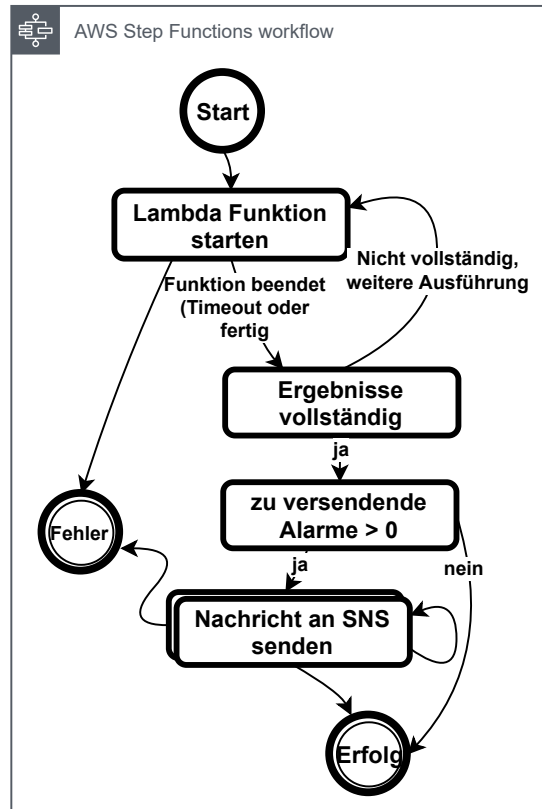 AWS Step Functions workflow
Start
Lambda Funktion
starten
Nicht vollständig,
weitere Ausführung
Funktion beendet
(Timeout oder
fertig
Ergebnisse
vollständig
ja
zu versendende
Alarme > 0
Fehler
ja
nein
Nachricht an SNS
senden
Erfolg